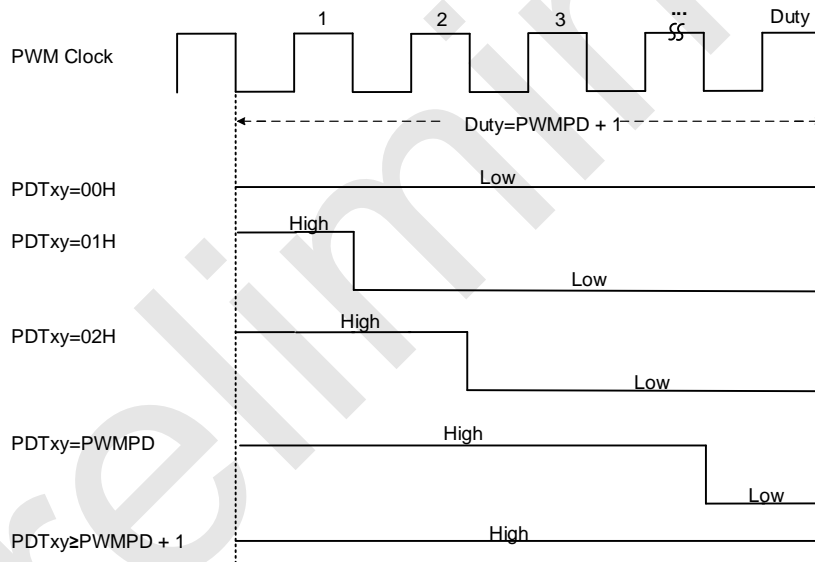 1 2 3 ... Duty
PWM Clock
Duty=PWMPD + 1
PDTxy=00H Low
PDTxy=01H High Low
PDTxy=02H High Low
PDTxy=PWMPD High Low
PDTxy≥PWMPD + 1 High
relimin